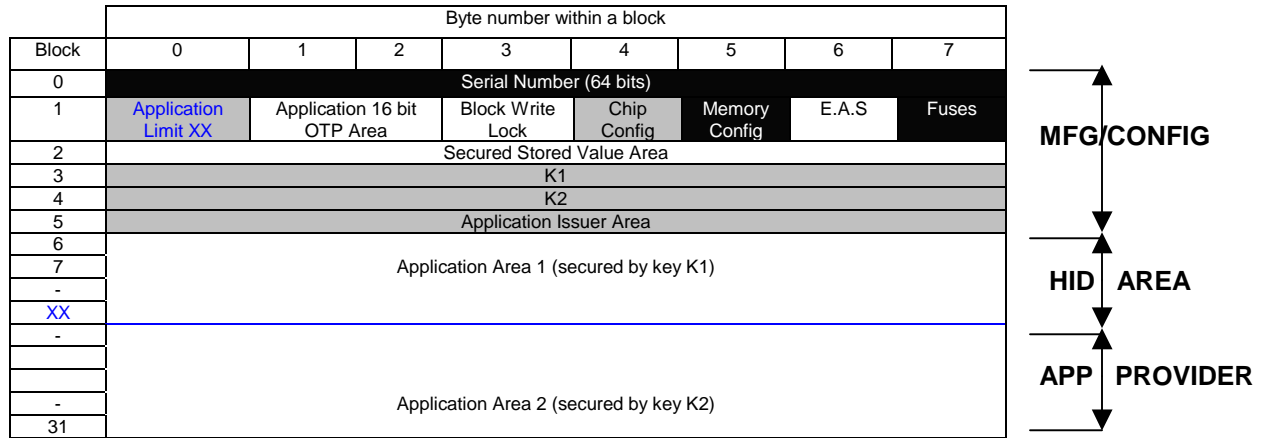 Byte number within a block
Block 0 1 2 3 4 5 6 7
0 Serial Number (64 bits)
1 Application Limit XX Application 16 bit OTP Area Block Write Lock Chip Config Memory Config E.A.S Fuses
2 Secured Stored Value Area
3 K1
4 K2
5 Application Issuer Area
6
7 Application Area 1 (secured by key K1)
-
XX
-
- Application Area 2 (secured by key K2)
31
MFG/CONFIG
HID AREA
APP PROVIDER